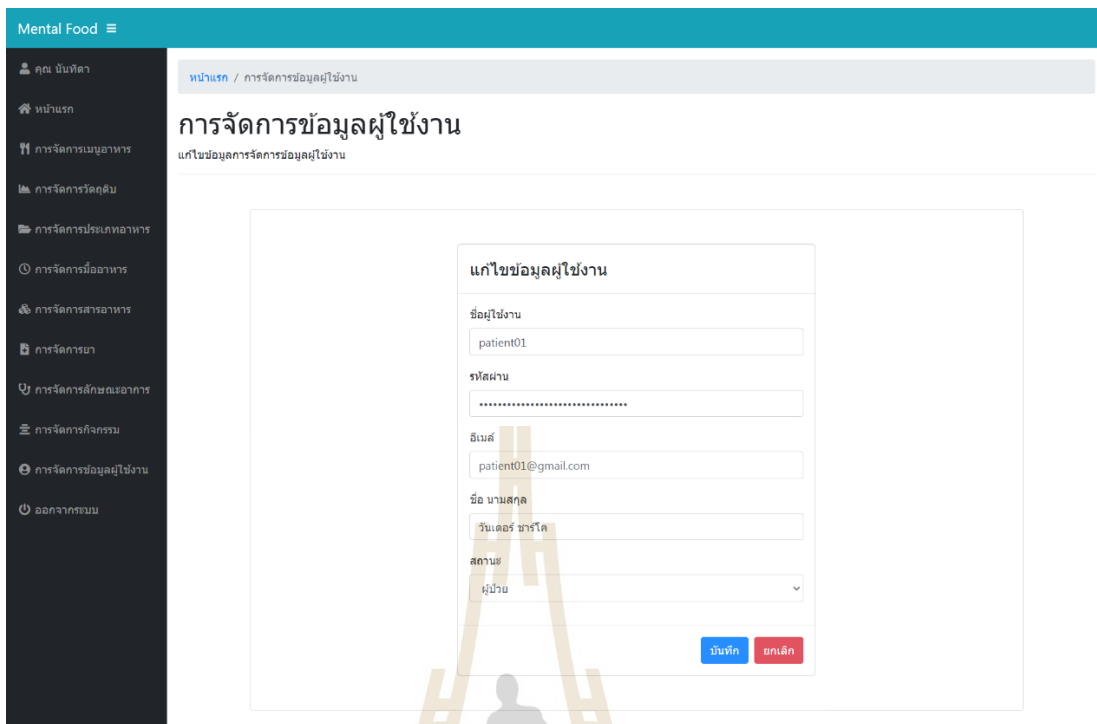 Mental Food
คุณ นันทิตา
หน้าแรก
การจัดการเมนูอาหาร
การจัดการวัตถุดิบ
การจัดการประเภทอาหาร
การจัดการมื้ออาหาร
การจัดการสารอาหาร
การจัดการยา
การจัดการลักษณะอาการ
การจัดการกิจกรรม
การจัดการข้อมูลผู้ใช้งาน
ออกจากระบบ
หน้าแรก / การจัดการข้อมูลผู้ใช้งาน
การจัดการข้อมูลผู้ใช้งาน
แก้ไขข้อมูลการจัดการข้อมูลผู้ใช้งาน
แก้ไขข้อมูลผู้ใช้งาน
ชื่อผู้ใช้งาน
patient01
รหัสผ่าน
••••••••••••••••••••••••••••••••
อีเมล์
patient01@gmail.com
ชื่อ นามสกุล
วันเดอร์ ชาร์โค
สถานะ
ผู้ป่วย
บันทึก ยกเลิก